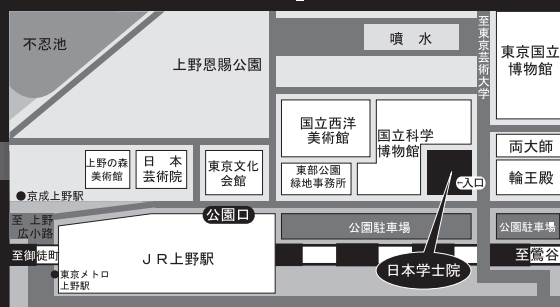 不忍池
噴 水
至東京芸術大学
東京国立
博物館
上野恩賜公園
国立西洋
美術館
国立科学
博物館
両大師
上野の森
美術館
日 本
芸術院
東京文化
会館
東部公園
緑地事務所
←入口
輪王殿
●京成上野駅
公園口
至 上野
広小路
公園駐車場
公園駐車場
至御徒町
JR上野駅
至鶯谷
●東京メトロ
上野駅
日本学士院